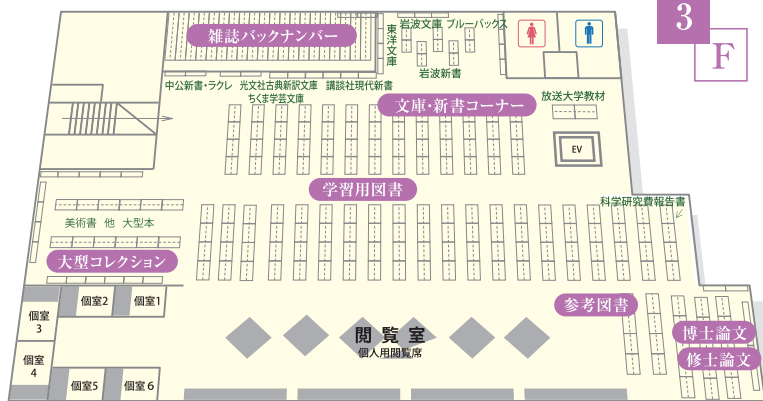 3
F
雑誌バックナンバー
東洋文庫
岩波文庫 ブルーバックス
岩波新書
中公新書・ラクレ
光文社古典新訳文庫
ちくま学芸文庫
講談社現代新書
文庫・新書コーナー
放送大学教材
EV
学習用図書
科学研究費報告書
美術書 他 大型本
大型コレクション
個室2
個室1
個室
3
個室
4
個室5
個室6
閲覧室
個人用閲覧席
参考図書
博士論文
修士論文